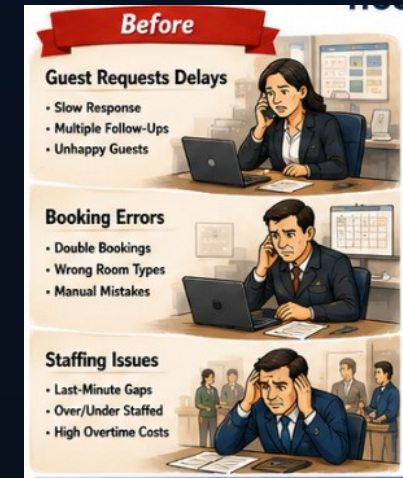 Before
Guest Requests Delays
• Slow Response
• Multiple Follow-Ups
• Unhappy Guests
Booking Errors
• Double Bookings
• Wrong Room Types
• Manual Mistakes
Staffing Issues
• Last-Minute Gaps
• Over/Under Staffed
• High Overtime Costs